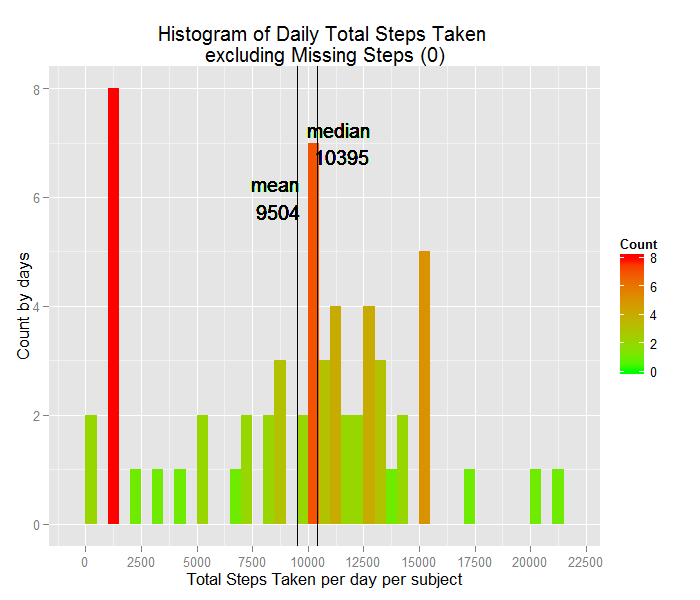 Histogram of Daily Total Steps Taken
excluding Missing Steps (0)
Count by days
8
6
4
2
0
median
10395
mean
9504
0 2500 5000 7500 10000 12500 15000 17500 20000 22500
Total Steps Taken per day per subject
Count
8
6
4
2
0